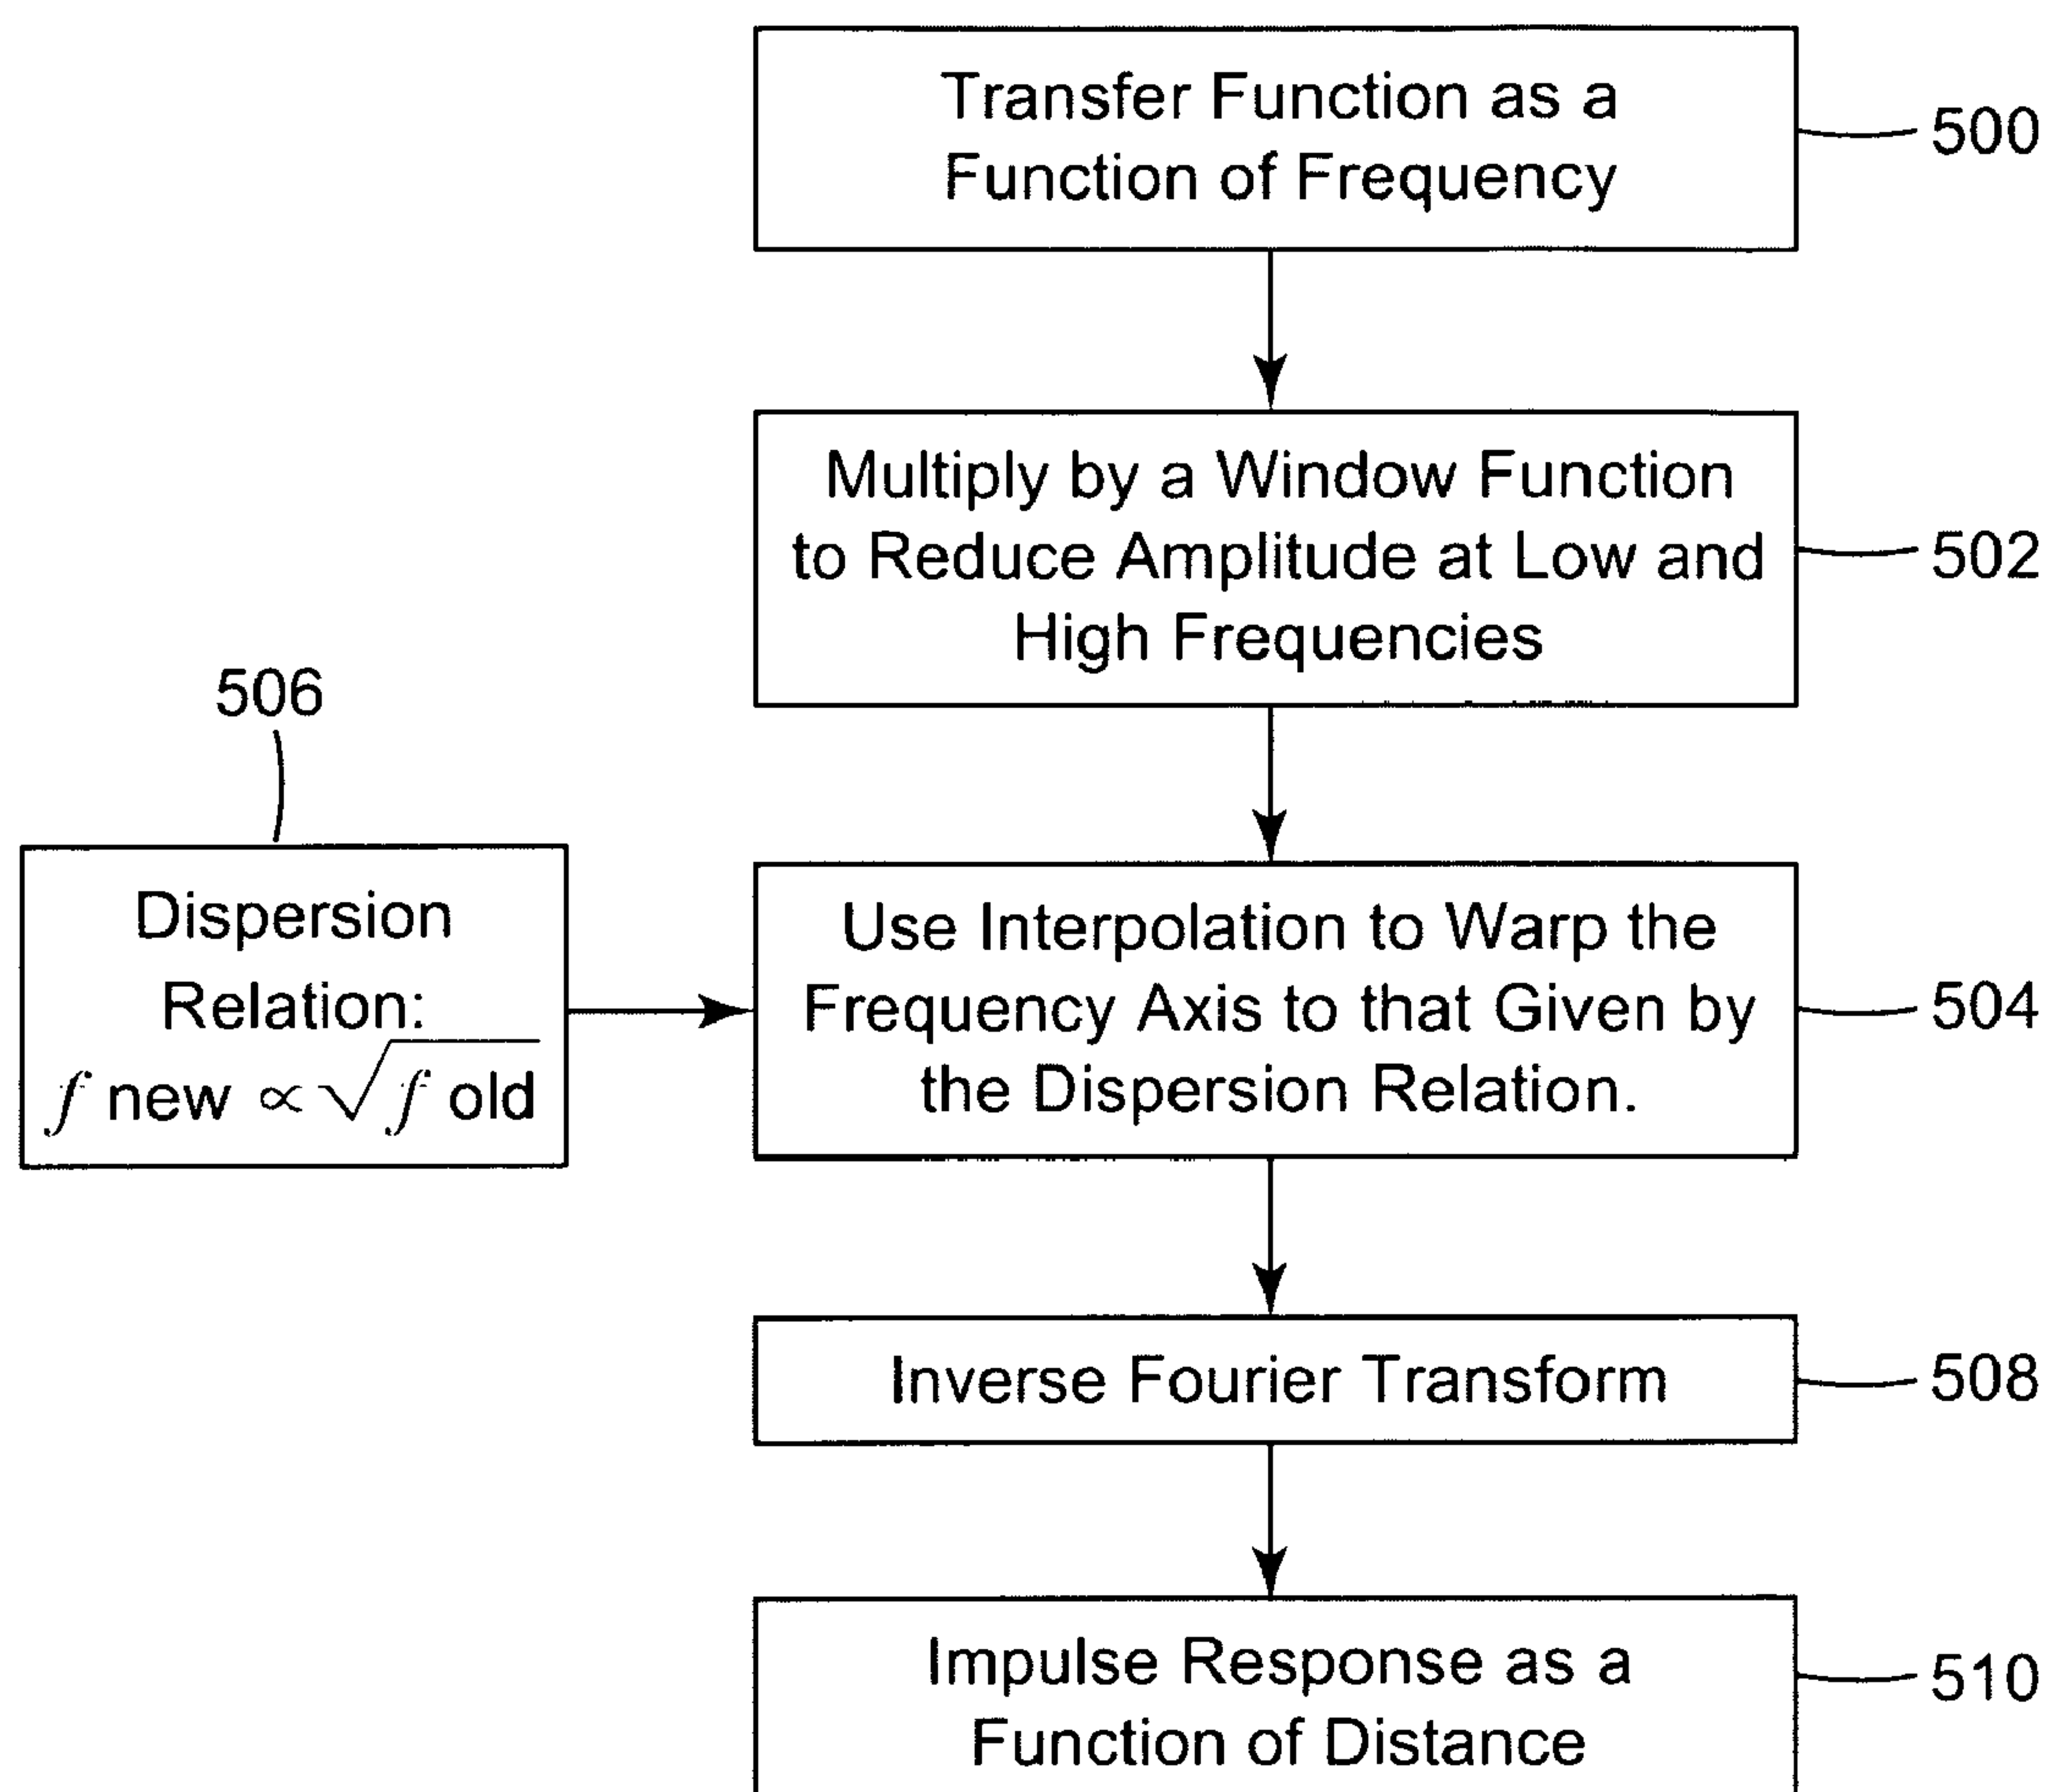 Transfer Function as a
Function of Frequency
500
Multiply by a Window Function
to Reduce Amplitude at Low and
High Frequencies
502
506
Dispersion
Relation:
f new ∝ √f old
Use Interpolation to Warp the
Frequency Axis to that Given by
the Dispersion Relation.
504
Inverse Fourier Transform
508
Impulse Response as a
Function of Distance
510